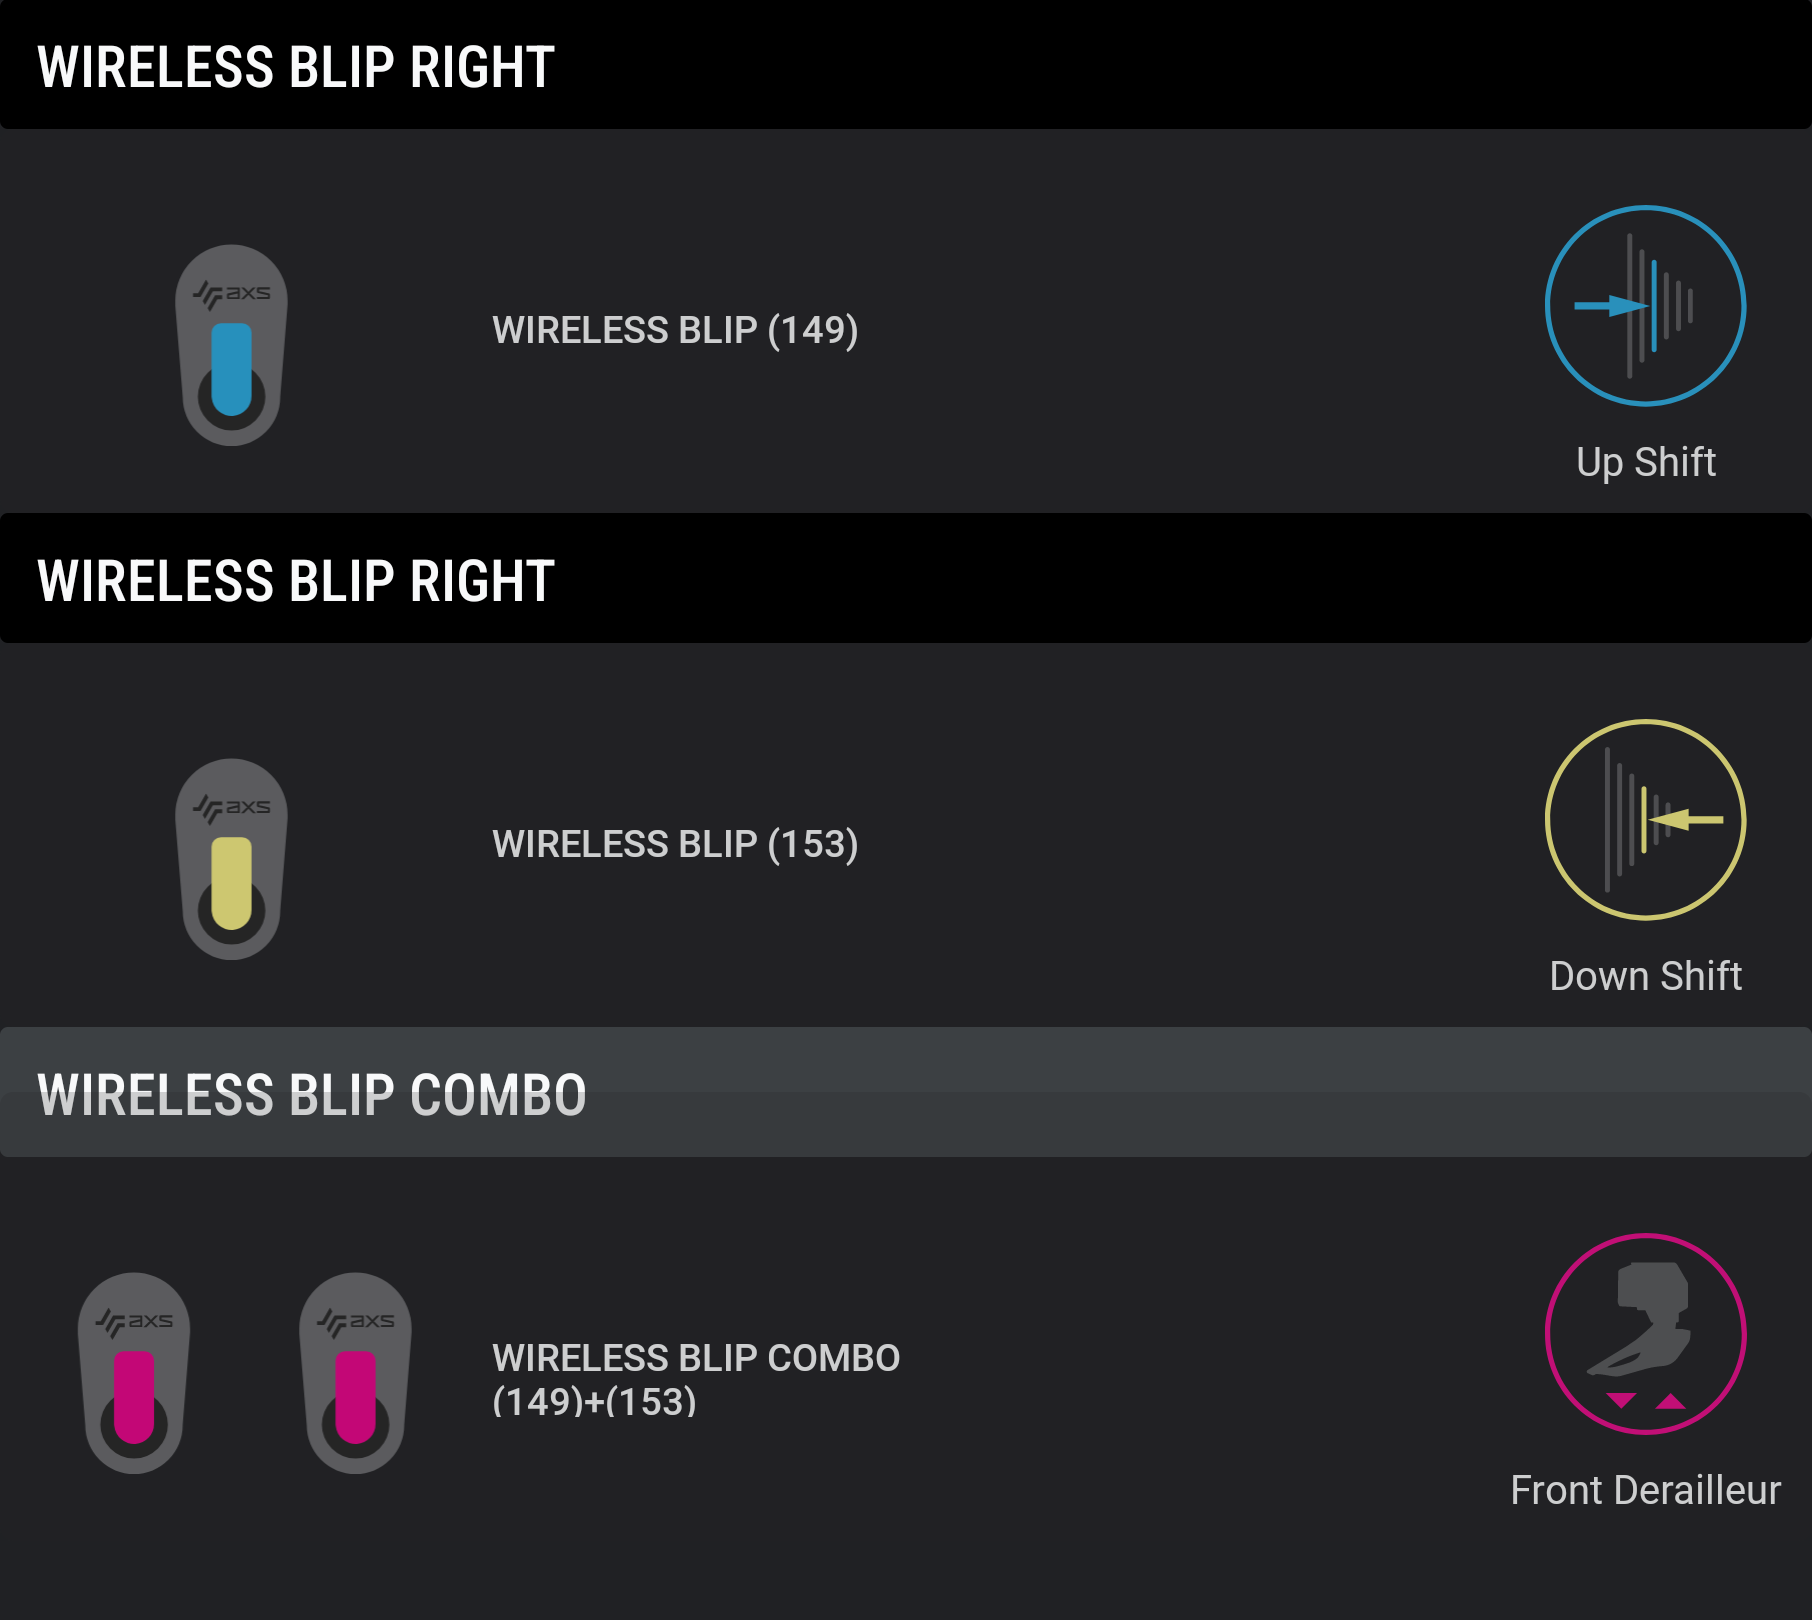 WIRELESS BLIP RIGHT
axs
WIRELESS BLIP (149)
Up Shift
WIRELESS BLIP RIGHT
axs
WIRELESS BLIP (153)
Down Shift
WIRELESS BLIP COMBO
axs
axs
WIRELESS BLIP COMBO
(149)+(153)
Front Derailleur